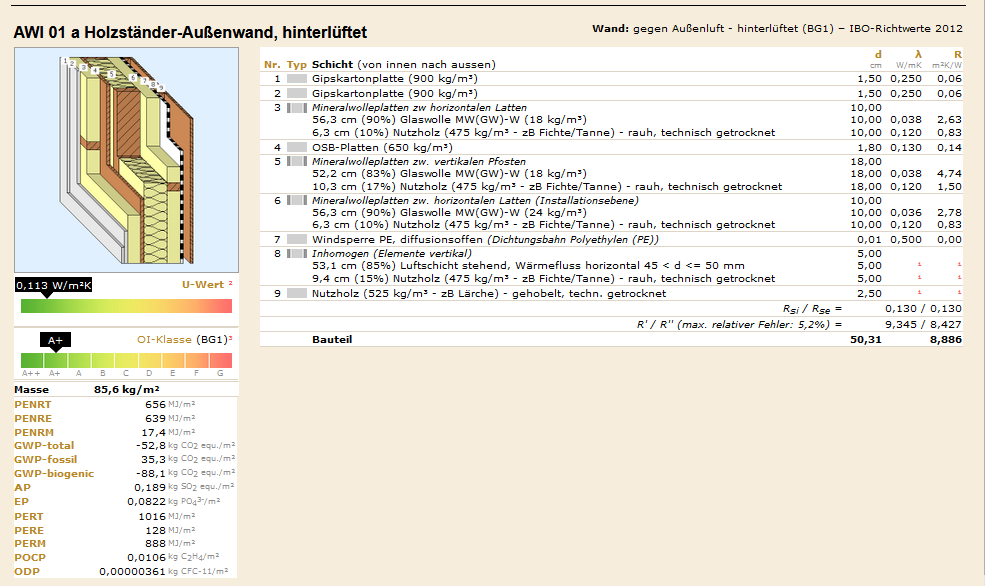 AWI 01 a Holzständer-Außenwand, hinterlüftet
Wand: gegen Außenluft - hinterlüftet (BG1) – IBO-Richtwerte 2012
Nr. Typ Schicht (von innen nach aussen) d cm λ W/mK R m²K/W
1 Gipskartonplatte (900 kg/m³) 1,50 0,250 0,06
2 Gipskartonplatte (900 kg/m³) 1,50 0,250 0,06
3 Mineralwolleplatten zw horizontalen Latten 10,00
56,3 cm (90%) Glaswolle MW(GW)-W (18 kg/m³) 10,00 0,038 2,63
6,3 cm (10%) Nutzholz (475 kg/m³ - zB Fichte/Tanne) - rauh, technisch getrocknet 10,00 0,120 0,83
4 OSB-Platten (650 kg/m³) 1,80 0,130 0,14
5 Mineralwolleplatten zw. vertikalen Pfosten 18,00
52,2 cm (83%) Glaswolle MW(GW)-W (18 kg/m³) 18,00 0,038 4,74
10,3 cm (17%) Nutzholz (475 kg/m³ - zB Fichte/Tanne) - rauh, technisch getrocknet 18,00 0,120 1,50
6 Mineralwolleplatten zw. horizontalen Latten (Installationsebene) 10,00
56,3 cm (90%) Glaswolle MW(GW)-W (24 kg/m³) 10,00 0,036 2,78
6,3 cm (10%) Nutzholz (475 kg/m³ - zB Fichte/Tanne) - rauh, technisch getrocknet 10,00 0,120 0,83
7 Windsperre PE, diffusionsoffen (Dichtungsbahn Polyethylen (PE)) 0,01 0,500 0,00
8 Inhomogen (Elemente vertikal) 5,00
53,1 cm (85%) Luftschicht stehend, Wärmefluss horizontal 45 < d <= 50 mm 5,00 ¹ ¹
9,4 cm (15%) Nutzholz (475 kg/m³ - zB Fichte/Tanne) - rauh, technisch getrocknet 5,00 ¹ ¹
9 Nutzholz (525 kg/m³ - zB Lärche) - gehobelt, techn. getrocknet 2,50 ¹ ¹
Rsi / Rse = 0,130 / 0,130
R' / R'' (max. relativer Fehler: 5,2%) = 9,345 / 8,427
Bauteil 50,31 8,886
1 2 3 4 5 6 7 8 9
0,113 W/m²K U-Wert ²
A+ OI-Klasse (BG1)³
A++ A+ A B C D E F G
Masse 85,6 kg/m²
PENRT 656 MJ/m²
PENRE 639 MJ/m²
PENRM 17,4 MJ/m²
GWP-total -52,8 kg CO2 equ./m²
GWP-fossil 35,3 kg CO2 equ./m²
GWP-biogenic -88,1 kg CO2 equ./m²
AP 0,189 kg SO2 equ./m²
EP 0,0822 kg PO4³-/m²
PERT 1016 MJ/m²
PERE 128 MJ/m²
PERM 888 MJ/m²
POCP 0,0106 kg C2H4/m²
ODP 0,00000361 kg CFC-11/m²